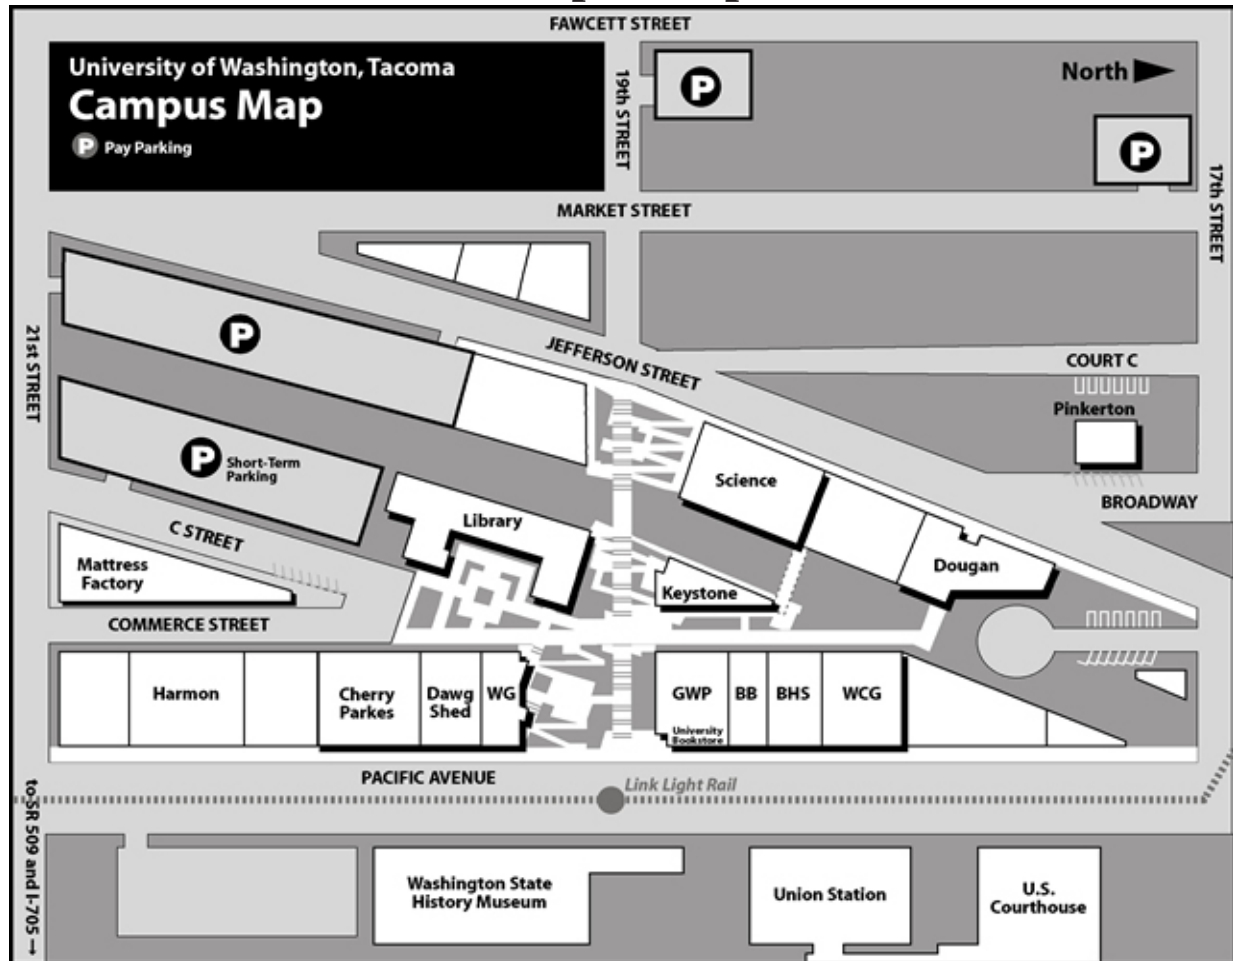 FAWCETT STREET
University of Washington, Tacoma
Campus Map
P Pay Parking
19th STREET
P
North
P
17th STREET
MARKET STREET
21st STREET
P
JEFFERSON STREET
COURT C
Pinkerton
P Short-Term
Parking
Science
BROADWAY
Library
C STREET
Mattress
Factory
Dougan
Keystone
COMMERCE STREET
Harmon
Cherry
Parkes
Dawg
Shed
WG
GWP
University
Bookstore
BB
BHS
WCG
PACIFIC AVENUE
Link Light Rail
to SR 509 and I-705 →
Washington State
History Museum
Union Station
U.S.
Courthouse